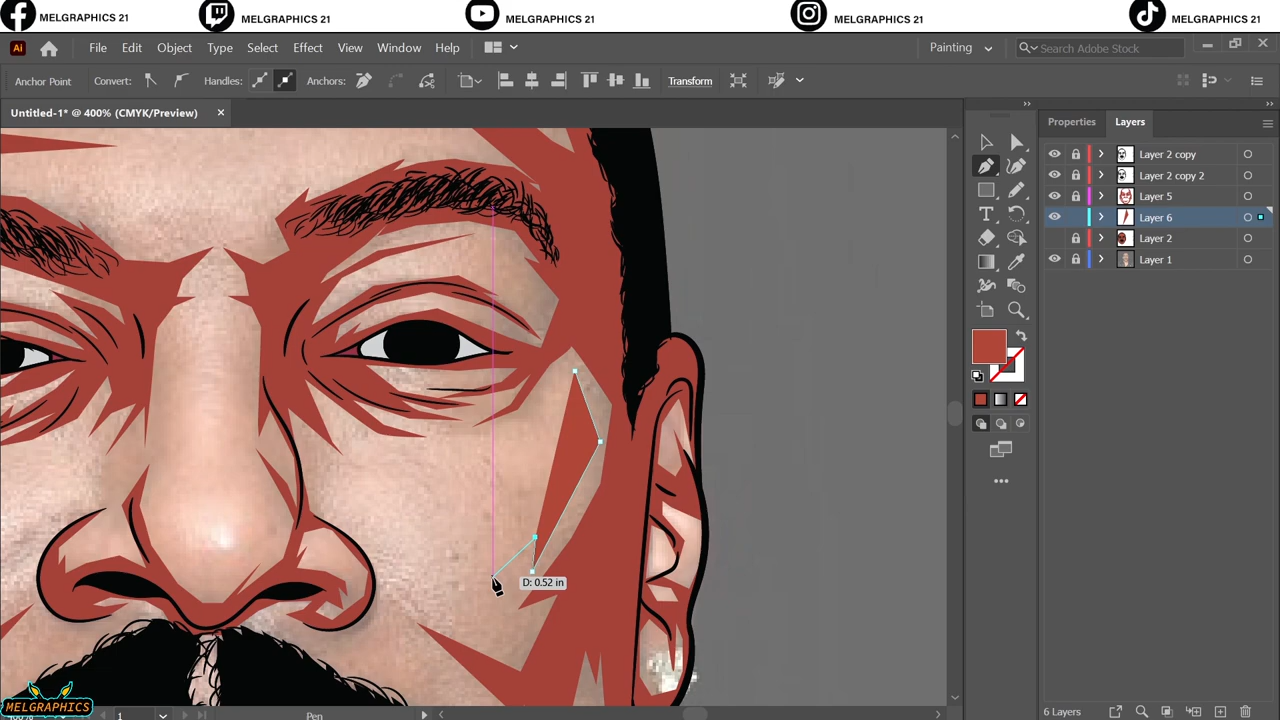 MELGRAPHICS 21 MELGRAPHICS 21 MELGRAPHICS 21 MELGRAPHICS 21 MELGRAPHICS 21
Ai File Edit Object Type Select Effect View Window Help Painting Search Adobe Stock
Anchor Point Convert: Handles: Anchors: Transform
Untitled-1* @ 400% (CMYK/Preview)
Properties Layers
Layer 2 copy
Layer 2 copy 2
Layer 5
Layer 6
Layer 2
Layer 1
D: 0.52 in
MELGRAPHICS
1 Pen 6 Layers